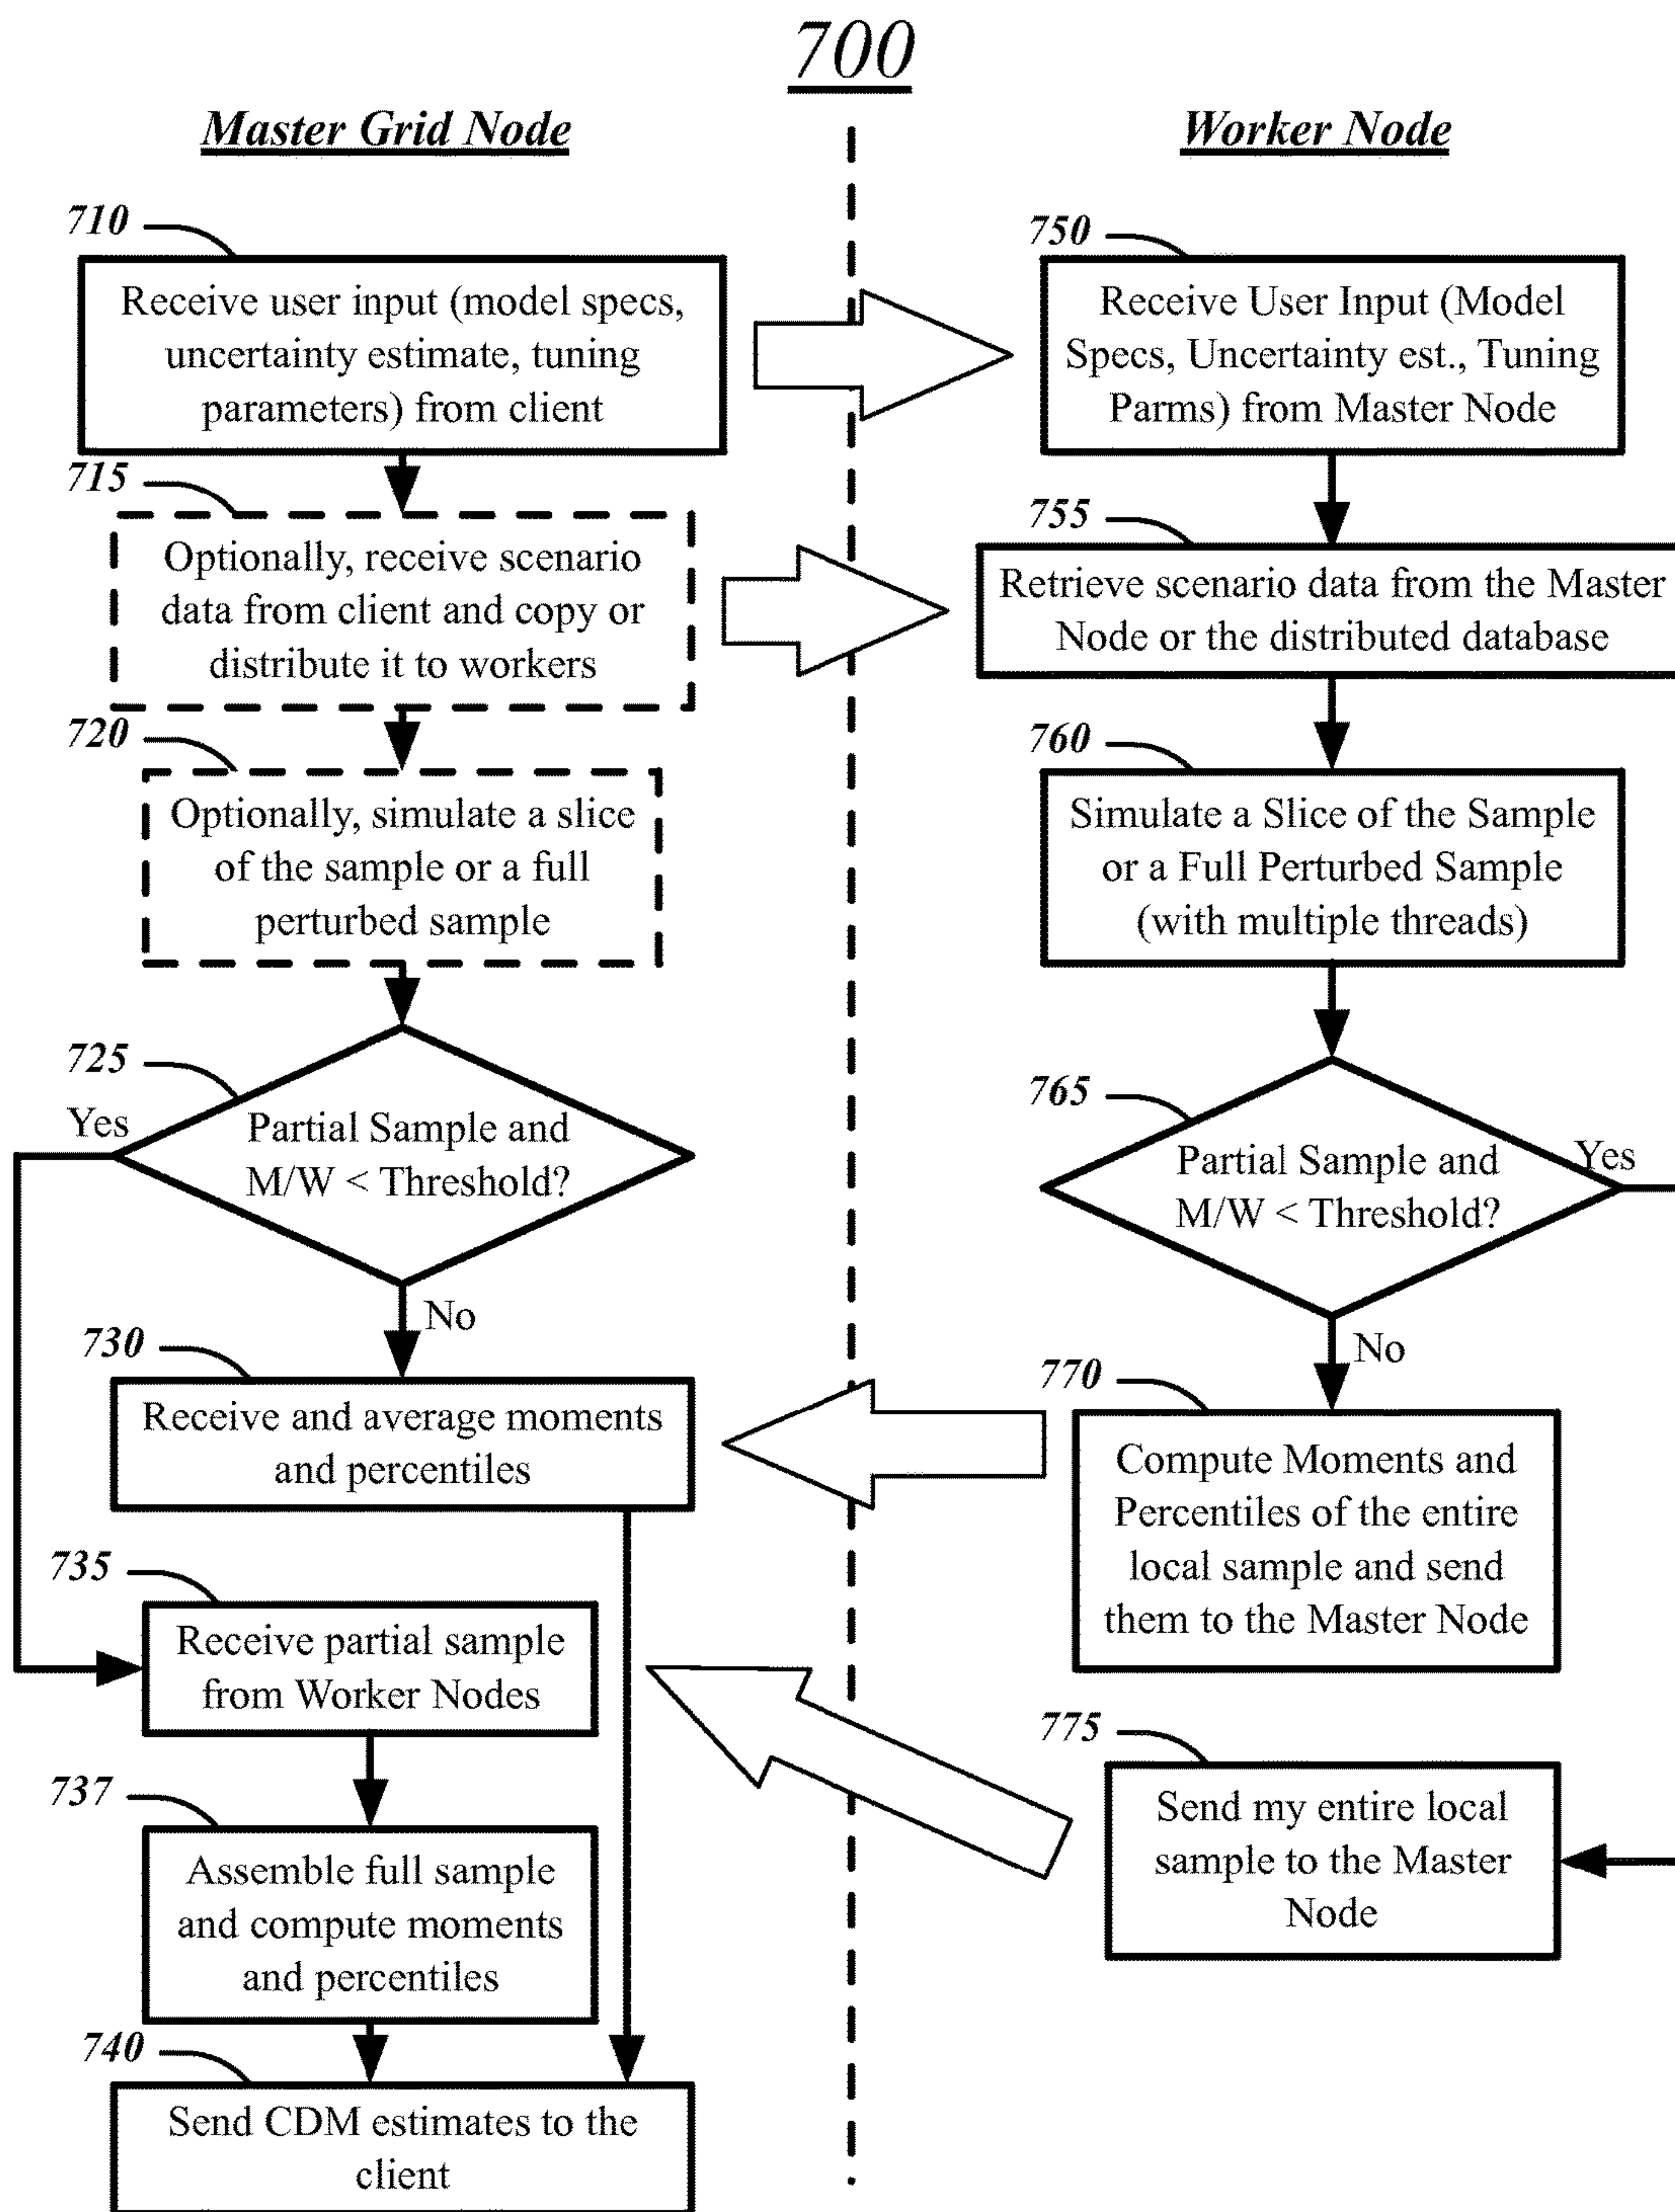 700
Master Grid Node
710
Receive user input (model specs,
uncertainty estimate, tuning
parameters) from client
715
Optionally, receive scenario
data from client and copy or
distribute it to workers
720
Optionally, simulate a slice
of the sample or a full
perturbed sample
725
Yes
Partial Sample and
M/W < Threshold?
No
730
Receive and average moments
and percentiles
735
Receive partial sample
from Worker Nodes
737
Assemble full sample
and compute moments
and percentiles
740
Send CDM estimates to the
client
Worker Node
750
Receive User Input (Model
Specs, Uncertainty est., Tuning
Parms) from Master Node
755
Retrieve scenario data from the Master
Node or the distributed database
760
Simulate a Slice of the Sample
or a Full Perturbed Sample
(with multiple threads)
765
Yes
Partial Sample and
M/W < Threshold?
No
770
Compute Moments and
Percentiles of the entire
local sample and send
them to the Master Node
775
Send my entire local
sample to the Master
Node